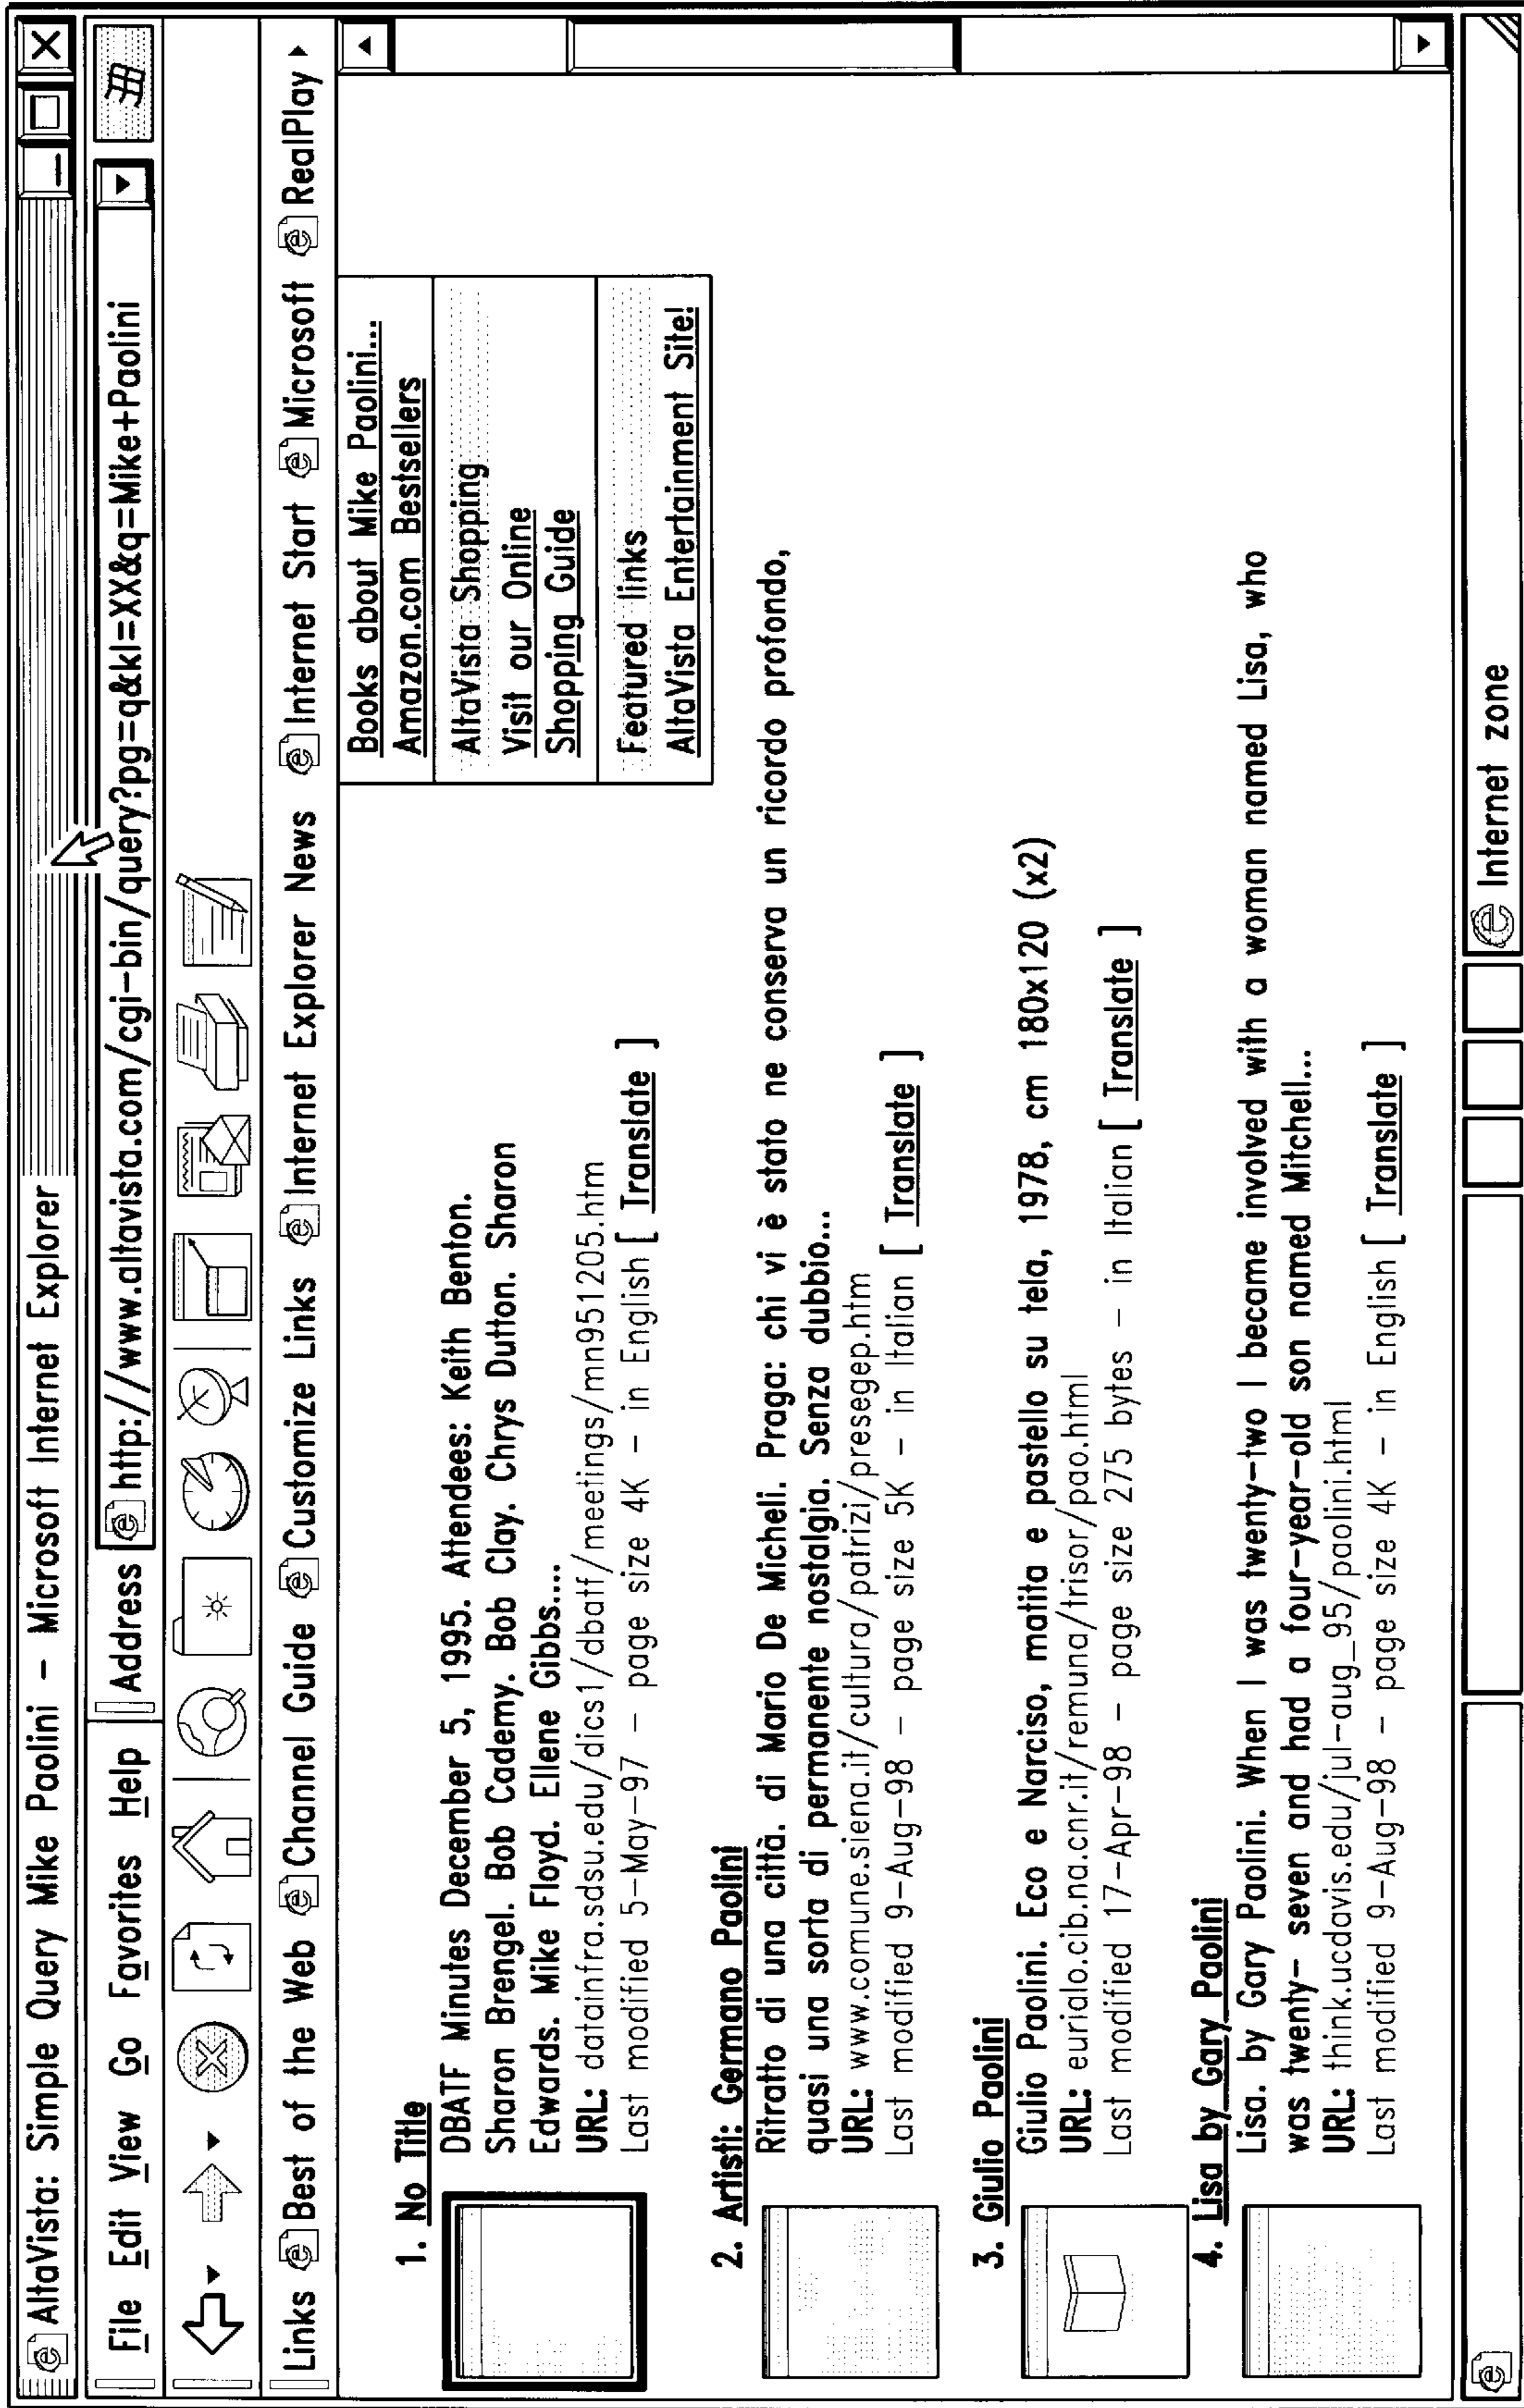 AltaVista: Simple Query Mike Paolini - Microsoft Internet Explorer
File Edit View Go Favorites Help Address http://www.altavista.com/cgi-bin/query?pg=q&kl=XX&q=Mike+Paolini
Links Best of the Web Channel Guide Customize Links Internet Explorer News Internet Start Microsoft RealPlay
Books about Mike Paolini...
Amazon.com Bestsellers
AltaVista Shopping
Visit our Online
Shopping Guide
Featured links
AltaVista Entertainment Site!
1. No Title
DBATF Minutes December 5, 1995. Attendees: Keith Benton.
Sharon Brengel. Bob Cademy. Bob Clay. Chrys Dutton. Sharon
Edwards. Mike Floyd. Ellene Gibbs....
URL: datainfra.sdsu.edu/dics1/dbatf/meetings/mn951205.htm
Last modified 5-May-97 - page size 4K - in English [ Translate ]
2. Artisti: Germano Paolini
Ritratto di una città. di Mario De Micheli. Praga: chi vi è stato ne conserva un ricordo profondo,
quasi una sorta di permanente nostalgia. Senza dubbio...
URL: www.comune.siena.it/cultura/patrizi/presegep.htm
Last modified 9-Aug-98 - page size 5K - in Italian [ Translate ]
3. Giulio Paolini
Giulio Paolini. Eco e Narciso, matita e pastello su tela, 1978, cm 180x120 (x2)
URL: eurialo.cib.na.cnr.it/remuna/trisor/pao.html
Last modified 17-Apr-98 - page size 275 bytes - in Italian [ Translate ]
4. Lisa by Gary Paolini
Lisa. by Gary Paolini. When I was twenty-two I became involved with a woman named Lisa, who
was twenty- seven and had a four-year-old son named Mitchell...
URL: think.ucdavis.edu/jul-aug_95/paolini.html
Last modified 9-Aug-98 - page size 4K - in English [ Translate ]
Internet zone